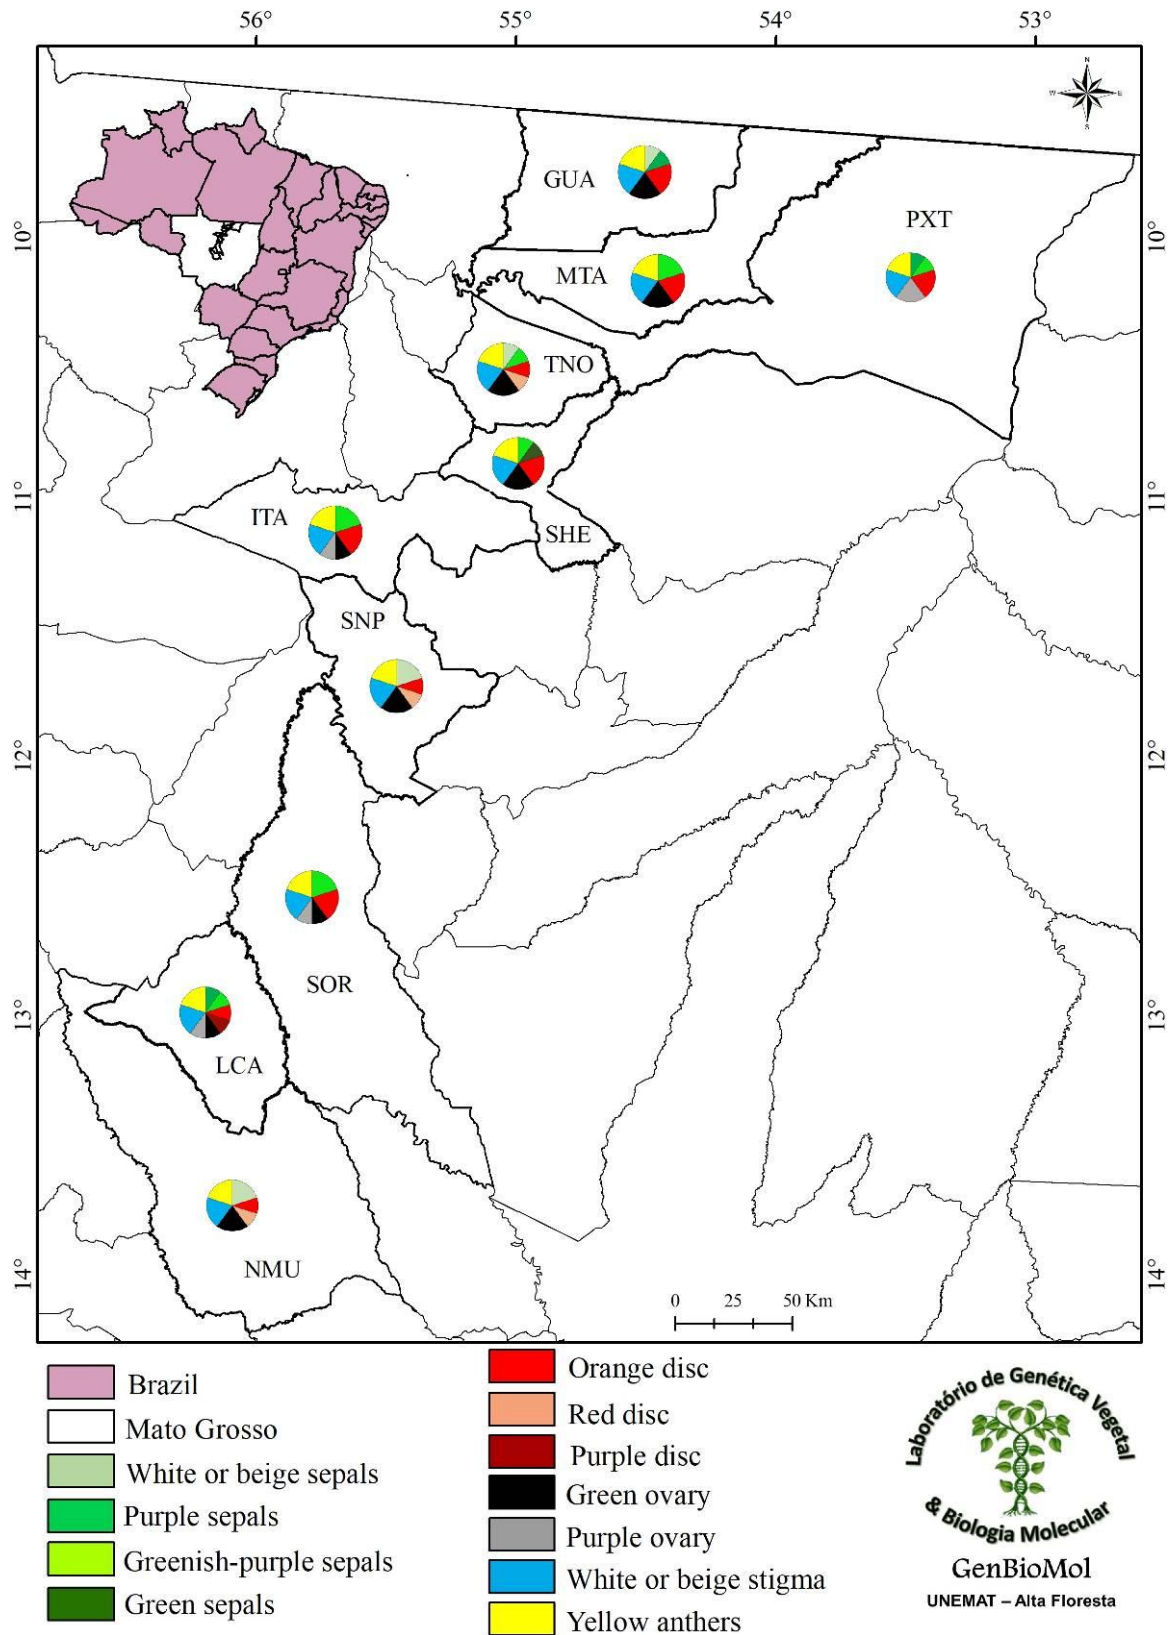 56° 55° 54° 53°
N
W E
S
GUA
10° PXT 10°
MTA
TNO
11° ITA 11°
SHE
SNP
12° 12°
SOR
13° 13°
LCA
NMU
14° 14°
0 25 50 Km
Brazil
Mato Grosso
White or beige sepals
Purple sepals
Greenish-purple sepals
Green sepals
Orange disc
Red disc
Purple disc
Green ovary
Purple ovary
White or beige stigma
Yellow anthers
Laboratório de Genética Vegetal
& Biologia Molecular
GenBioMol
UNEMAT – Alta Floresta